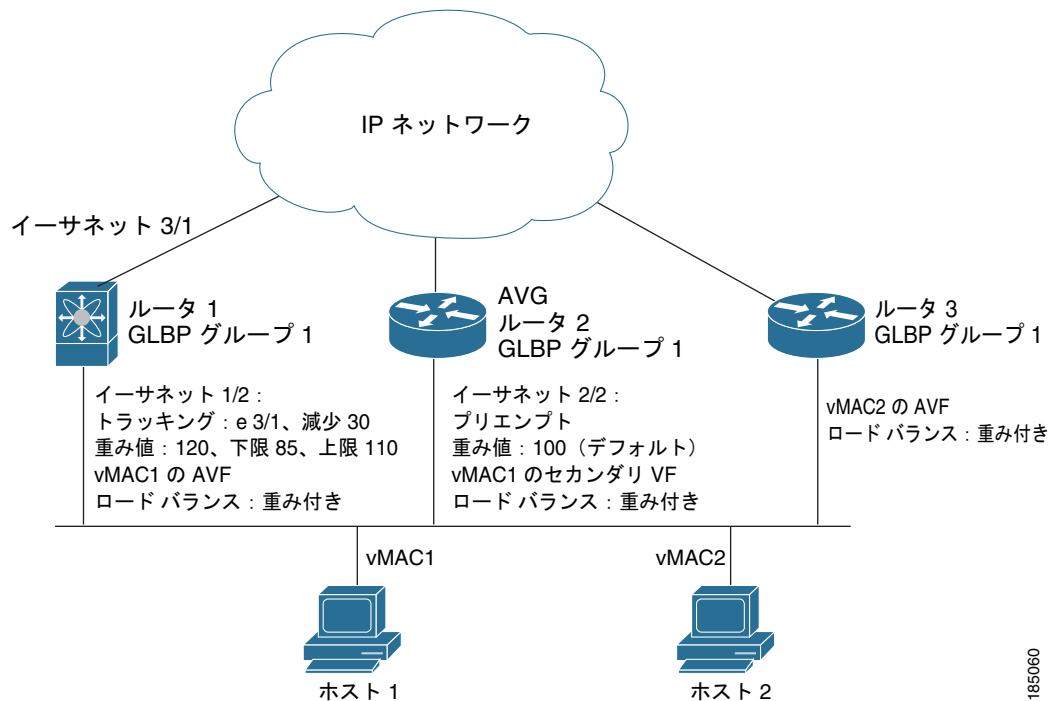 IP ネットワーク
イーサネット 3/1
ルータ 1
GLBP グループ 1
AVG
ルータ 2
GLBP グループ 1
ルータ 3
GLBP グループ 1
イーサネット 1/2：
トラッキング：e 3/1、減少 30
重み値：120、下限 85、上限 110
vMAC1 の AVF
ロード バランス：重み付き
イーサネット 2/2：
プリエンプト
重み値：100（デフォルト）
vMAC1 のセカンダリ VF
ロード バランス：重み付き
vMAC2 の AVF
ロード バランス：重み付き
vMAC1
vMAC2
ホスト 1
ホスト 2
185060